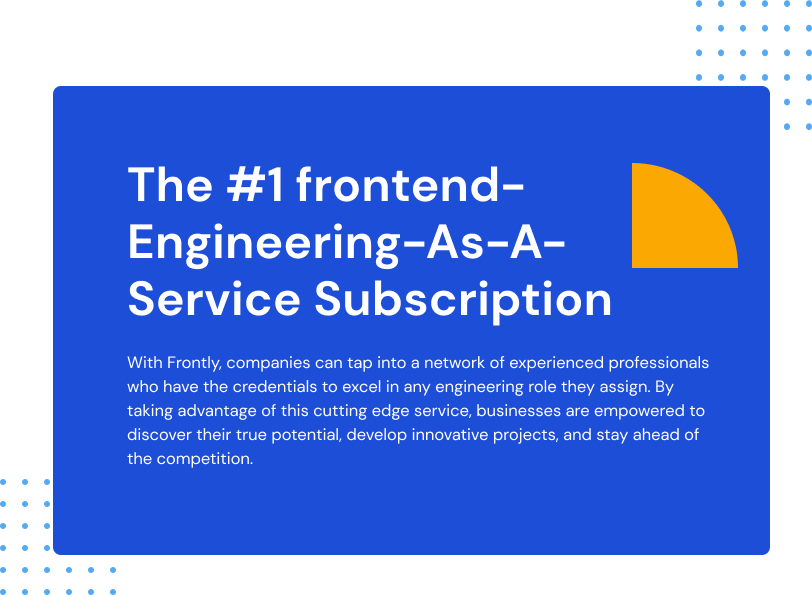 The #1 frontend-
Engineering-As-A-
Service Subscription
With Frontly, companies can tap into a network of experienced professionals
who have the credentials to excel in any engineering role they assign. By
taking advantage of this cutting edge service, businesses are empowered to
discover their true potential, develop innovative projects, and stay ahead of
the competition.